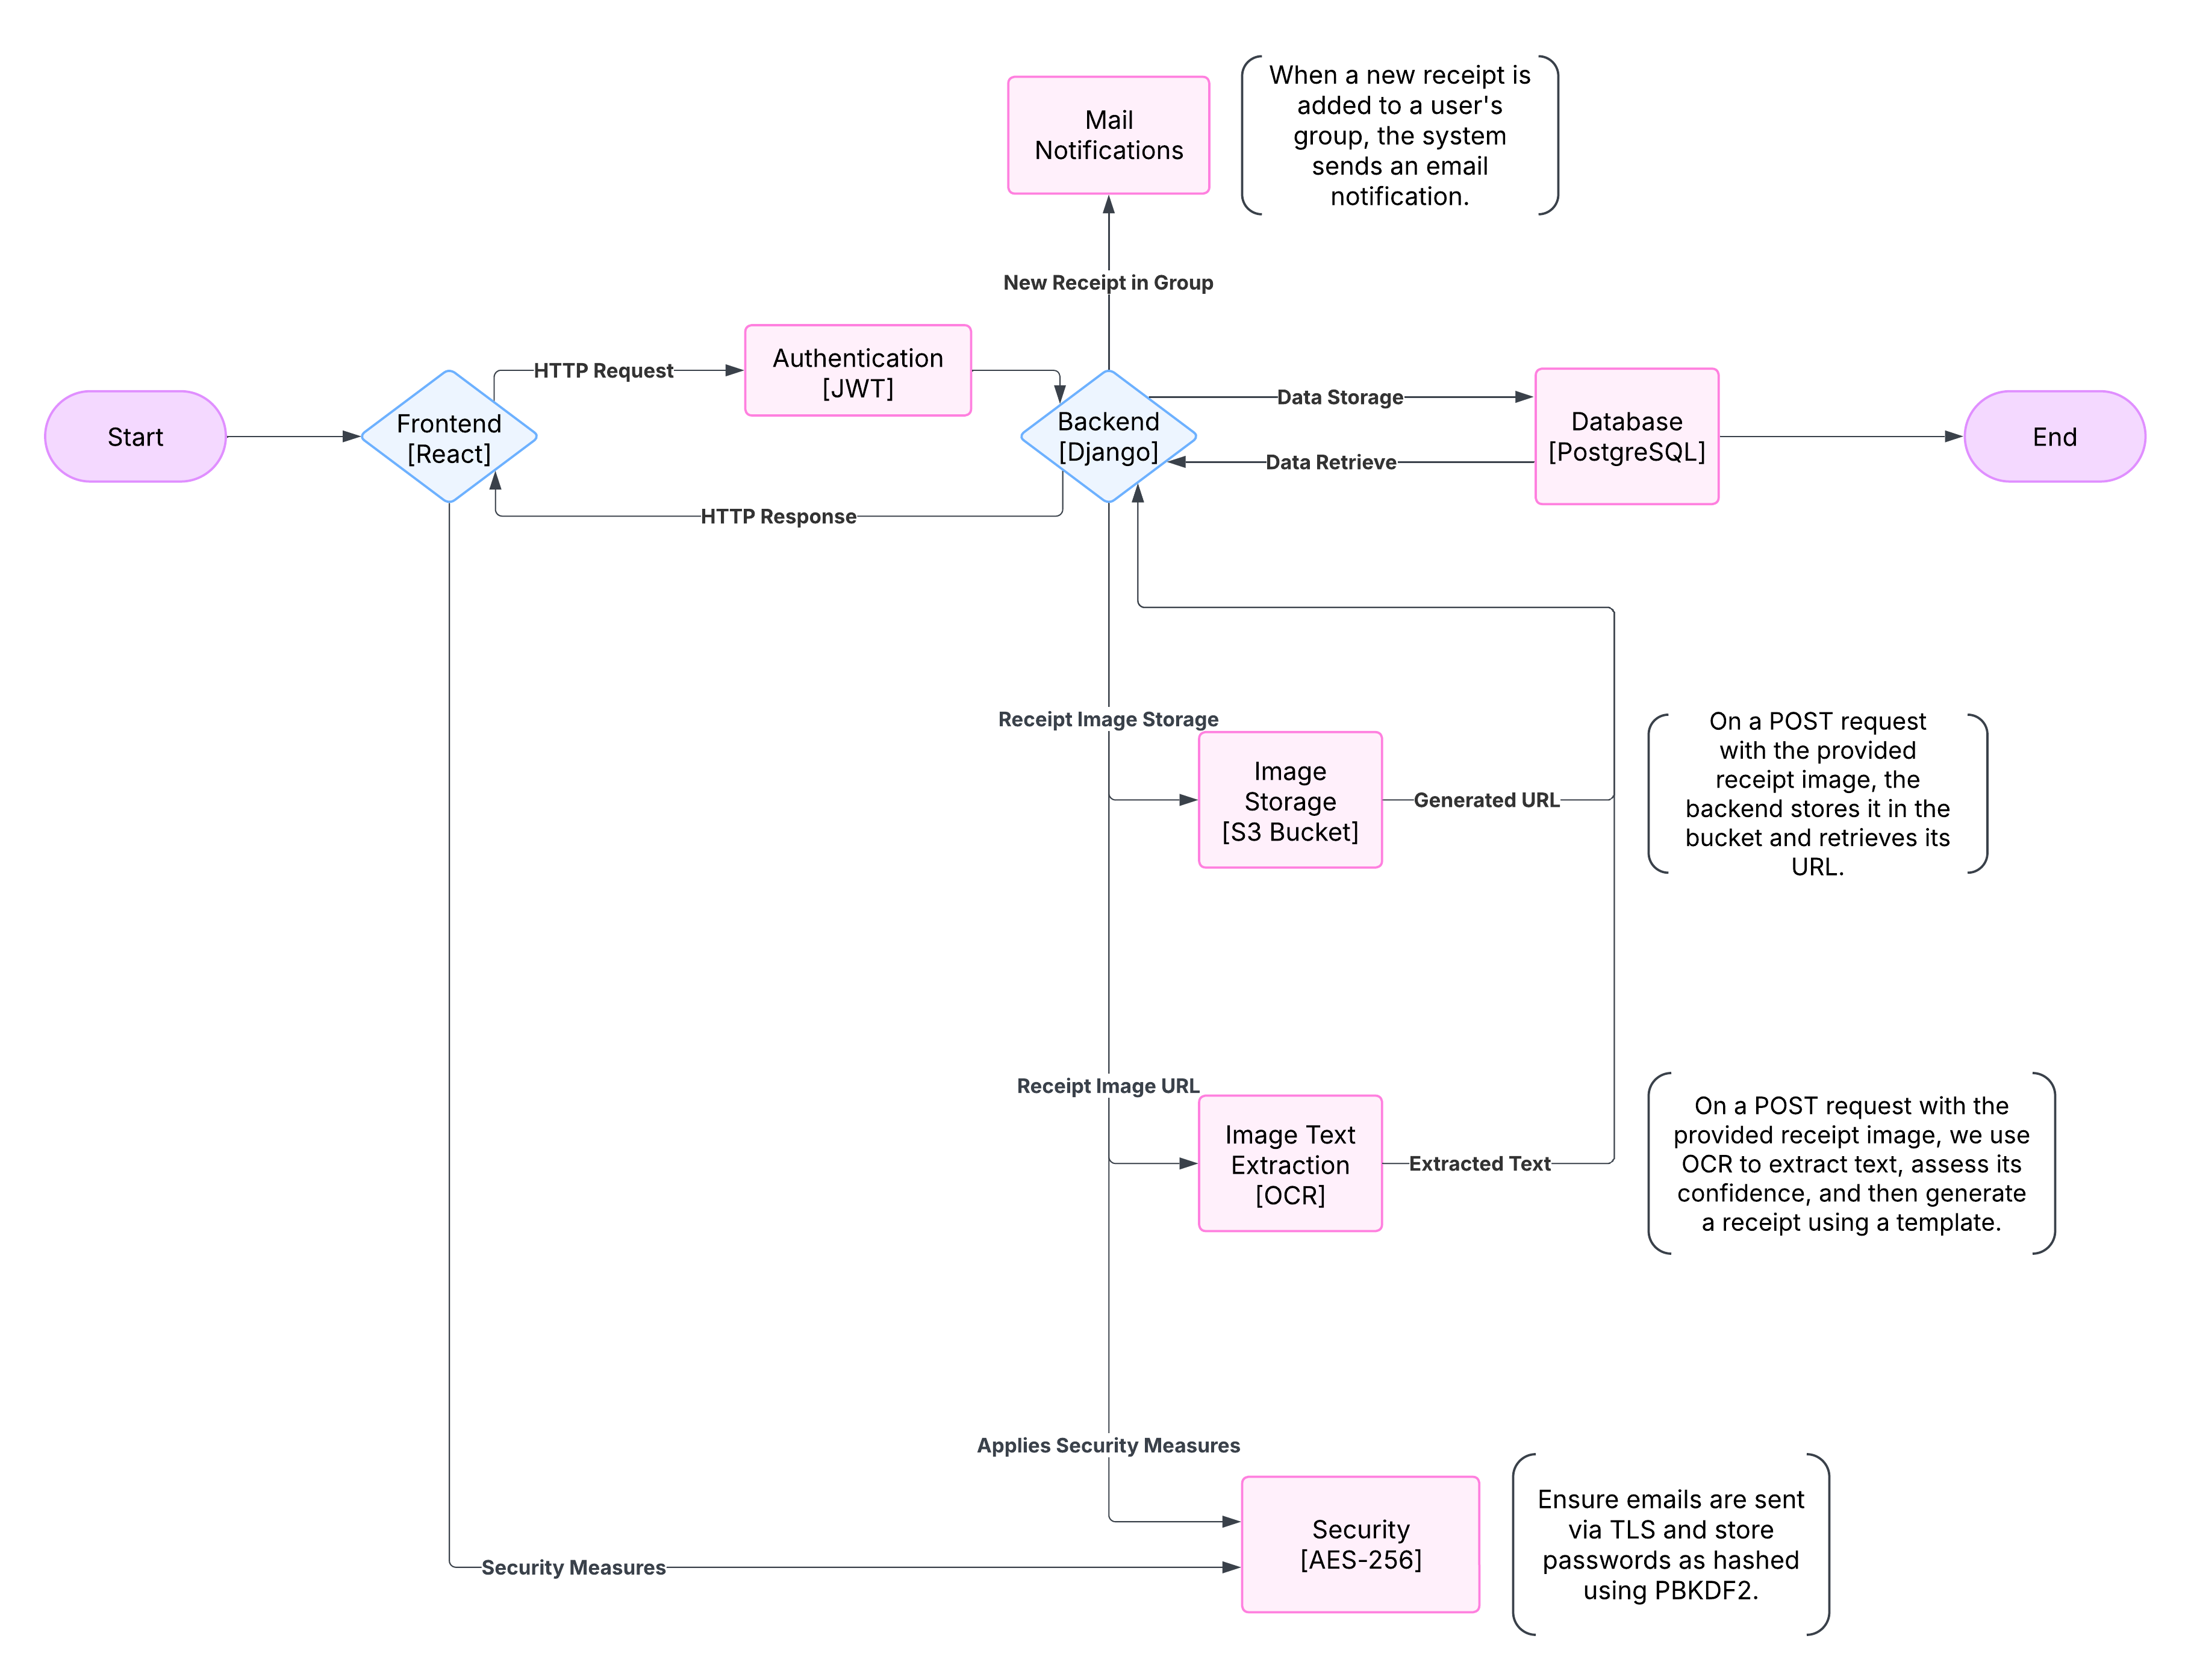 Mail
Notifications
When a new receipt is
added to a user's
group, the system
sends an email
notification.
New Receipt in Group
Start
Frontend
[React]
HTTP Request
Authentication
[JWT]
HTTP Response
Backend
[Django]
Data Storage
Data Retrieve
Database
[PostgreSQL]
End
Receipt Image Storage
Image
Storage
[S3 Bucket]
Generated URL
On a POST request
with the provided
receipt image, the
backend stores it in the
bucket and retrieves its
URL.
Receipt Image URL
Image Text
Extraction
[OCR]
Extracted Text
On a POST request with the
provided receipt image, we use
OCR to extract text, assess its
confidence, and then generate
a receipt using a template.
Applies Security Measures
Security Measures
Security
[AES-256]
Ensure emails are sent
via TLS and store
passwords as hashed
using PBKDF2.